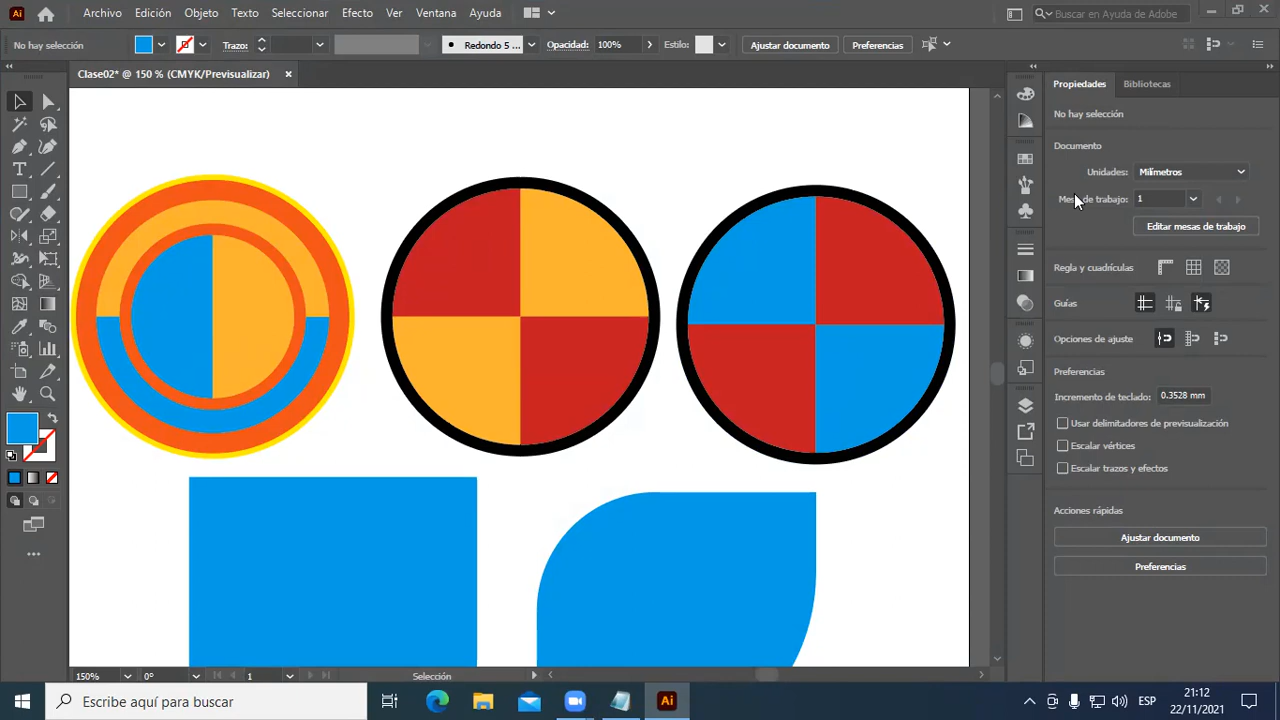 Ai Archivo Edición Objeto Texto Seleccionar Efecto Ver Ventana Ayuda Buscar en Ayuda de Adobe
No hay selección Trazo: Redondo 5 ... Opacidad: 100% Estilo: Ajustar documento Preferencias
Clase02* @ 150 % (CMYK/Previsualizar)
Propiedades Bibliotecas
No hay selección
Documento
Unidades: Milímetros
Mesa de trabajo: 1
Editar mesas de trabajo
Regla y cuadrículas
Guías
Opciones de ajuste
Preferencias
Incremento de teclado: 0.3528 mm
Usar delimitadores de previsualización
Escalar vértices
Escalar trazos y efectos
Acciones rápidas
Ajustar documento
Preferencias
150% 0° 1 Selección
Escribe aquí para buscar
Ai
ESP
21:12
22/11/2021